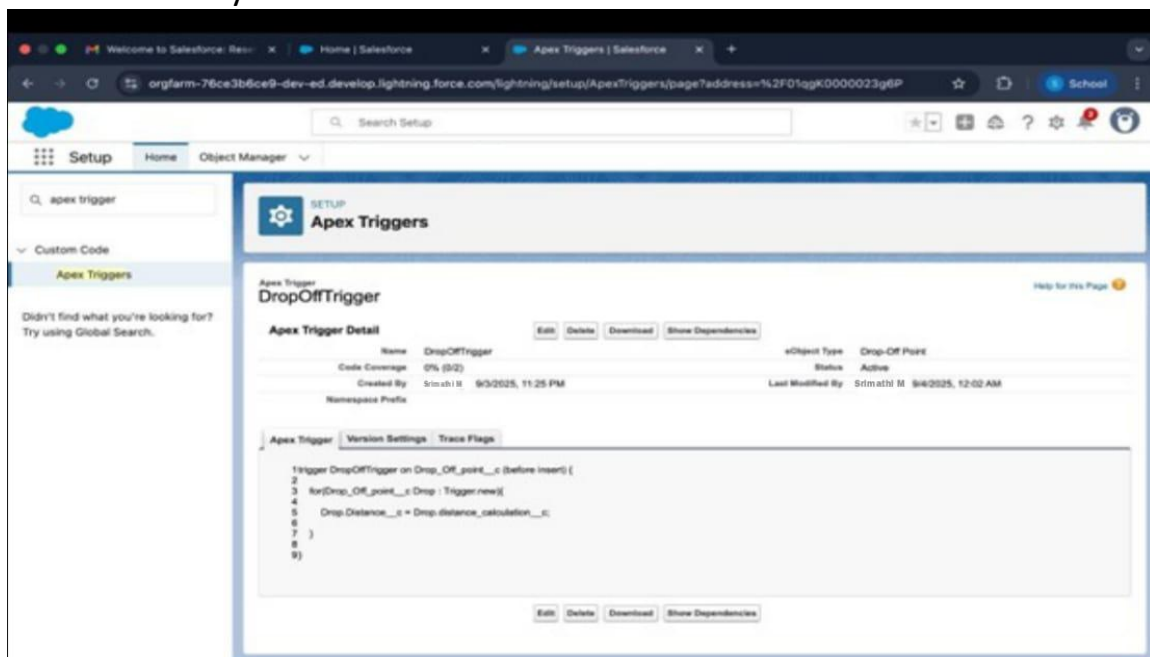 Welcome to Salesforce: Rese
Home | Salesforce
Apex Triggers | Salesforce
orgfarm-76ce3b6ce9-dev-ed.develop.lightning.force.com/lightning/setup/ApexTriggers/page?address=%2F01qgK0000023g6P
School
Search Setup
Setup
Home
Object Manager
apex trigger
Custom Code
Apex Triggers
Didn't find what you're looking for?
Try using Global Search.
SETUP
Apex Triggers
Apex Trigger
DropOffTrigger
Help for this Page
Apex Trigger Detail
Edit Delete Download Show Dependencies
Name DropOffTrigger sObject Type Drop-Off Point
Code Coverage 0% (0/2) Status Active
Created By Srimathi M 9/3/2025, 11:25 PM Last Modified By Srimathi M 9/4/2025, 12:02 AM
Namespace Prefix
Apex Trigger Version Settings Trace Flags
1 trigger DropOffTrigger on Drop_Off_point__c (before insert) {
2
3 for(Drop_Off_point__c Drop : Trigger.new){
4
5 Drop.Distance__c = Drop.distance_calculation__c;
6
7 }
8
9 }
Edit Delete Download Show Dependencies